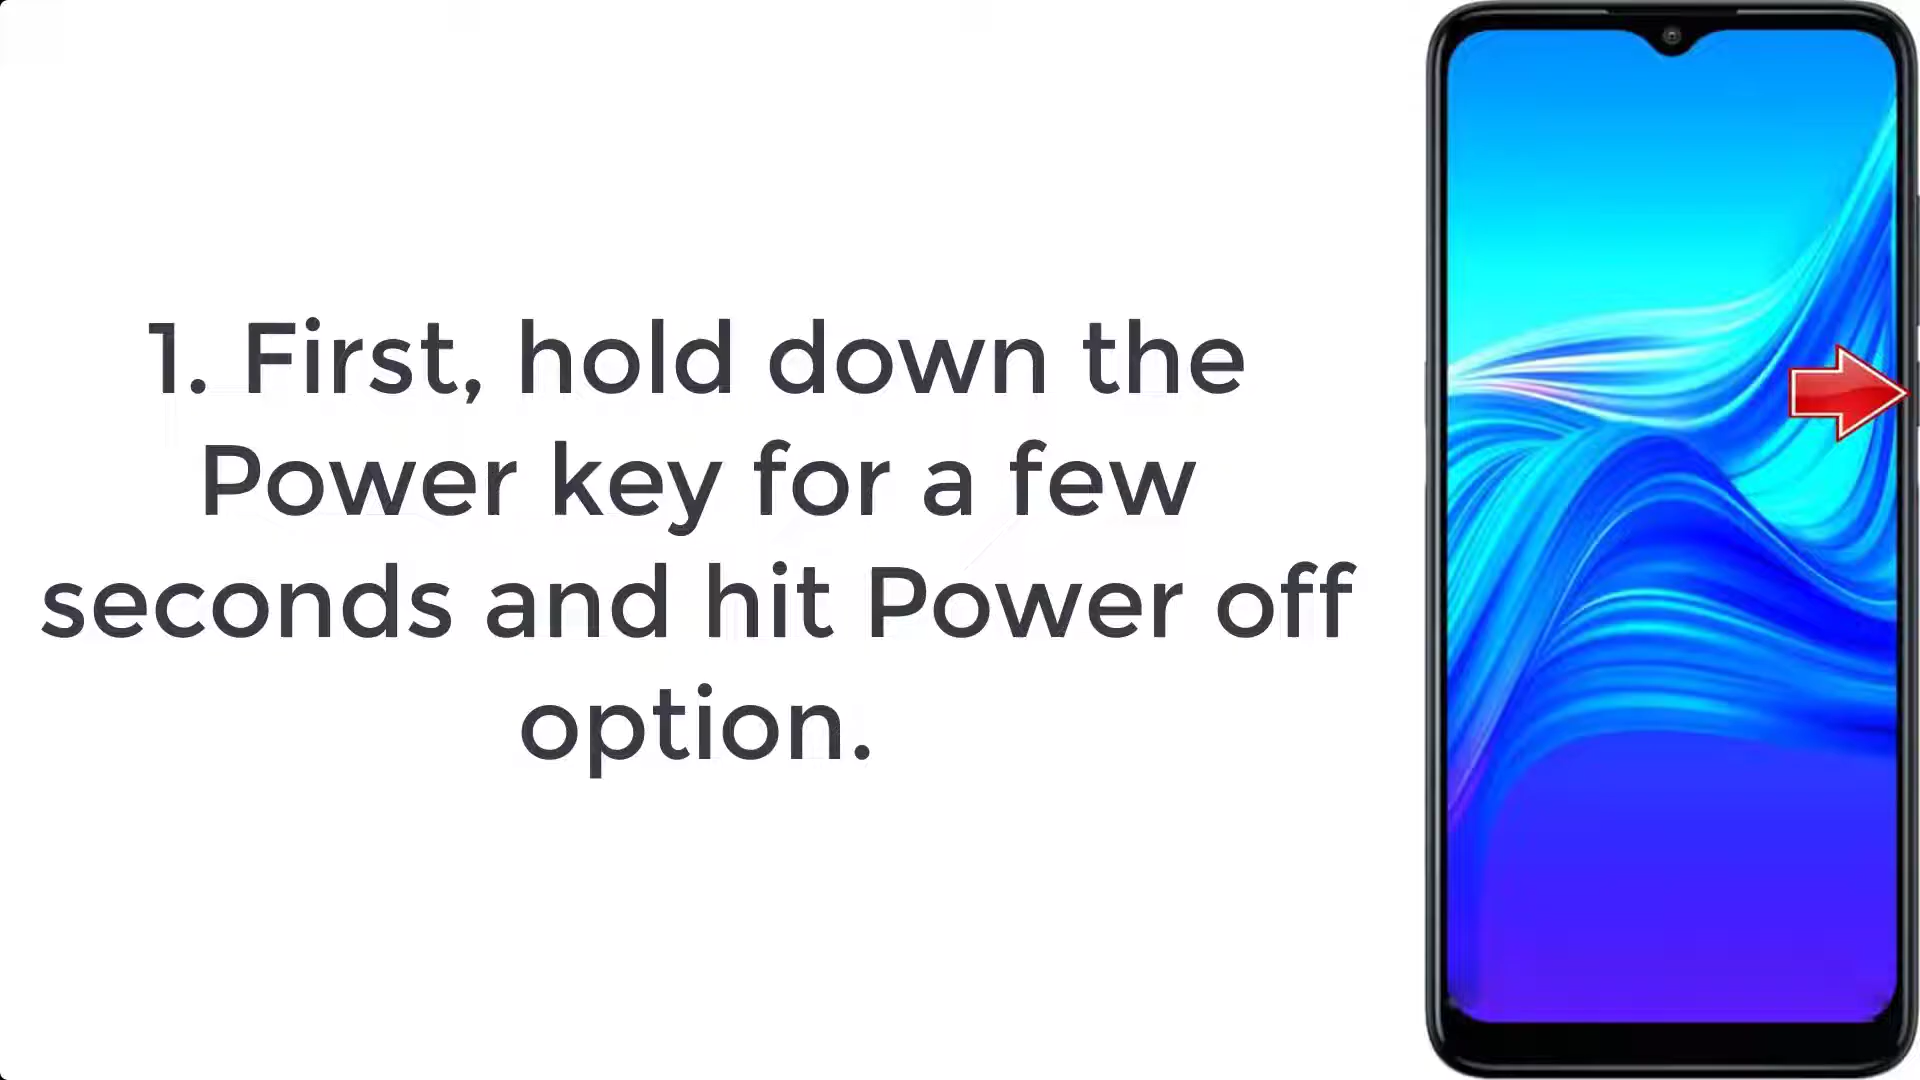 1. First, hold down the
Power key for a few
seconds and hit Power off
option.